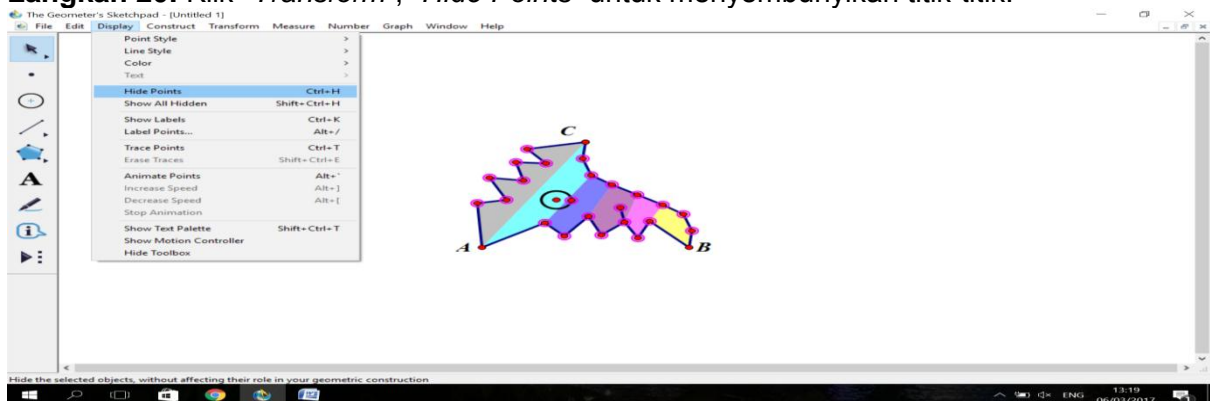 Klik "Transform", "Hide Points" untuk menyembunyikan titik-titik.
The Geometer's Sketchpad - [Untitled 1]
File Edit Display Construct Transform Measure Number Graph Window Help
Point Style
Line Style
Color
Text
Hide Points Ctrl+H
Show All Hidden Shift+Ctrl+H
Show Labels Ctrl+K
Label Points... Alt+/
Trace Points Ctrl+T
Erase Traces Shift+Ctrl+E
Animate Points Alt+`
Increase Speed Alt+]
Decrease Speed Alt+[
Stop Animation
Show Text Palette Shift+Ctrl+T
Show Motion Controller
Hide Toolbox
A
C
A
B
Hide the selected objects, without affecting their role in your geometric construction
ENG
13:19
06/03/2017